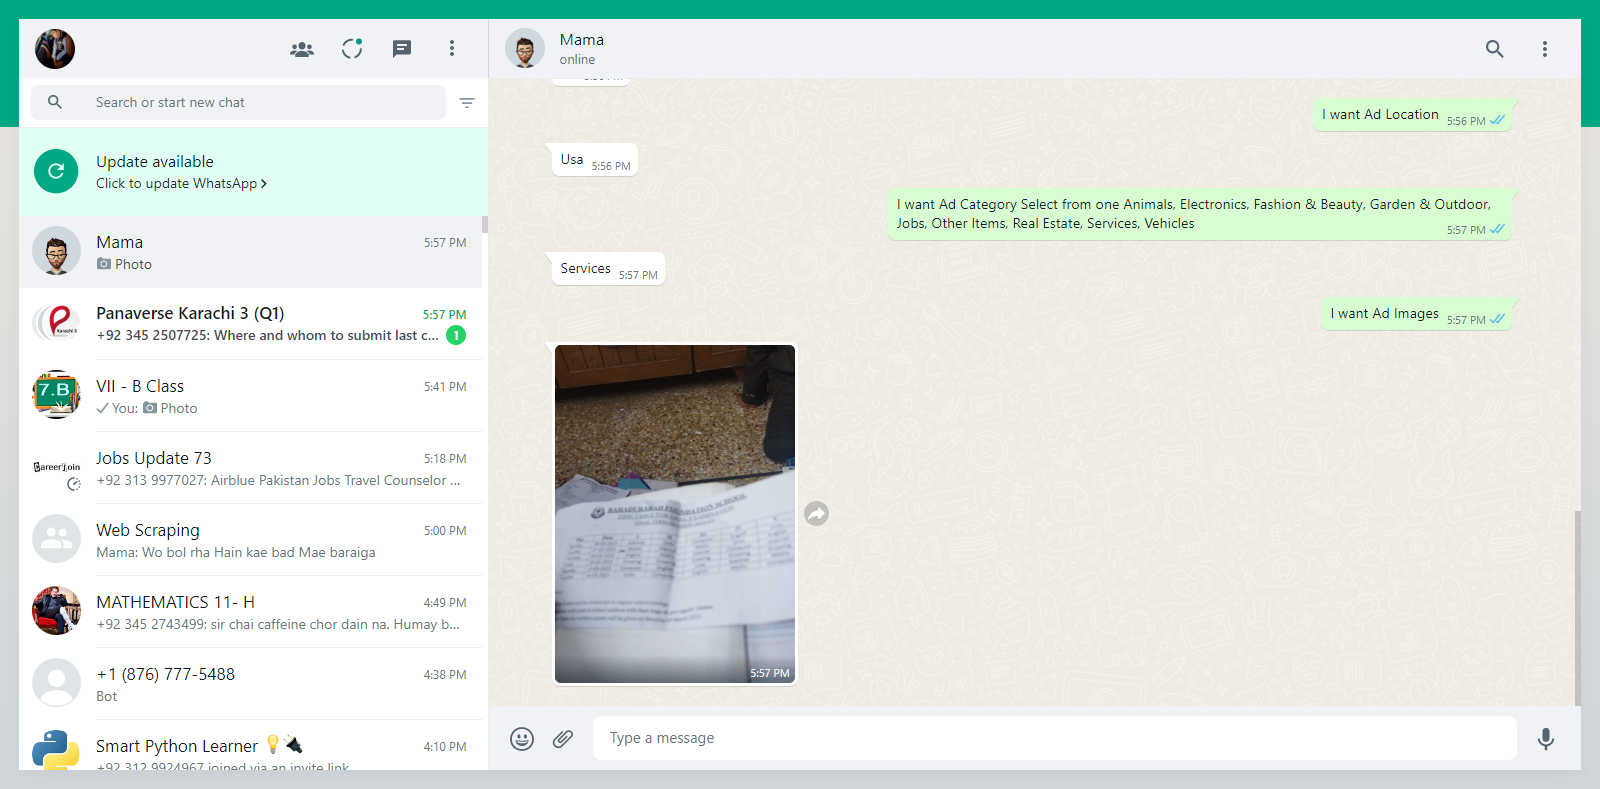 Mama
online
Search or start new chat
Update available
Click to update WhatsApp
Mama 5:57 PM
Photo
Panaverse Karachi 3 (Q1) 5:57 PM
+92 345 2507725: Where and whom to submit last c... 1
VII - B Class 5:41 PM
You: Photo
Jobs Update 73 5:18 PM
+92 313 9977027: Airblue Pakistan Jobs Travel Counselor ...
Web Scraping 5:00 PM
Mama: Wo bol rha Hain kae bad Mae baraiga
MATHEMATICS 11- H 4:49 PM
+92 345 2743499: sir chai caffeine chor dain na. Humay b...
+1 (876) 777-5488 4:38 PM
Bot
Smart Python Learner 4:10 PM
+92 312 9924967 joined via an invite link
Karachi 3
7.B
I want Ad Location 5:56 PM
Usa 5:56 PM
I want Ad Category Select from one Animals, Electronics, Fashion & Beauty, Garden & Outdoor,
Jobs, Other Items, Real Estate, Services, Vehicles 5:57 PM
Services 5:57 PM
I want Ad Images 5:57 PM
BAHADURABAD FOUNDATION SCHOOL
5:57 PM
Type a message